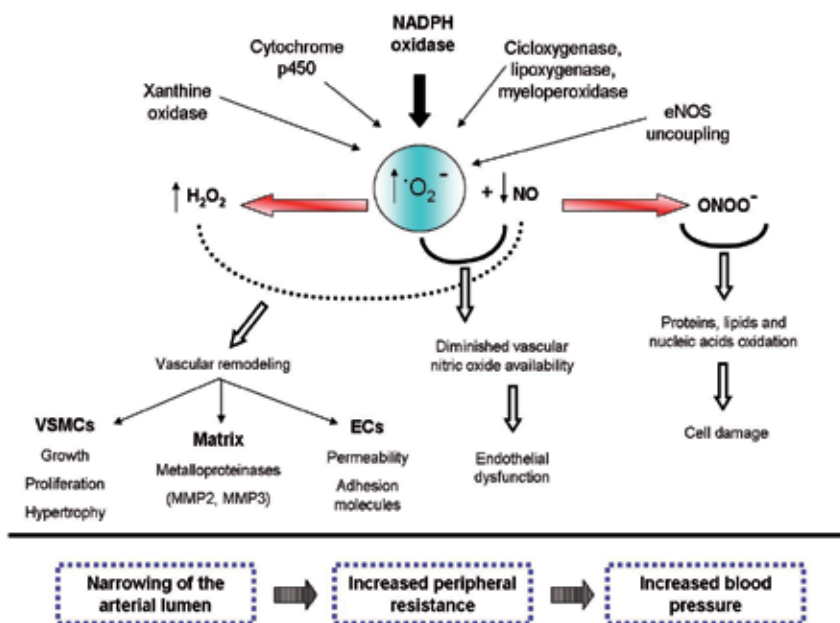 NADPH
oxidase
Cytochrome
p450
Cicloxygenase,
lipoxygenase,
myeloperoxidase
Xanthine
oxidase
eNOS
uncoupling
↑ H₂O₂
↑ ·O₂⁻
+ ↓ NO
ONOO⁻
Vascular remodeling
Diminished vascular
nitric oxide availability
Proteins, lipids and
nucleic acids oxidation
VSMCs
Growth
Proliferation
Hypertrophy
Matrix
Metalloproteinases
(MMP2, MMP3)
ECs
Permeability
Adhesion
molecules
Endothelial
dysfunction
Cell damage
Narrowing of the
arterial lumen
Increased peripheral
resistance
Increased blood
pressure